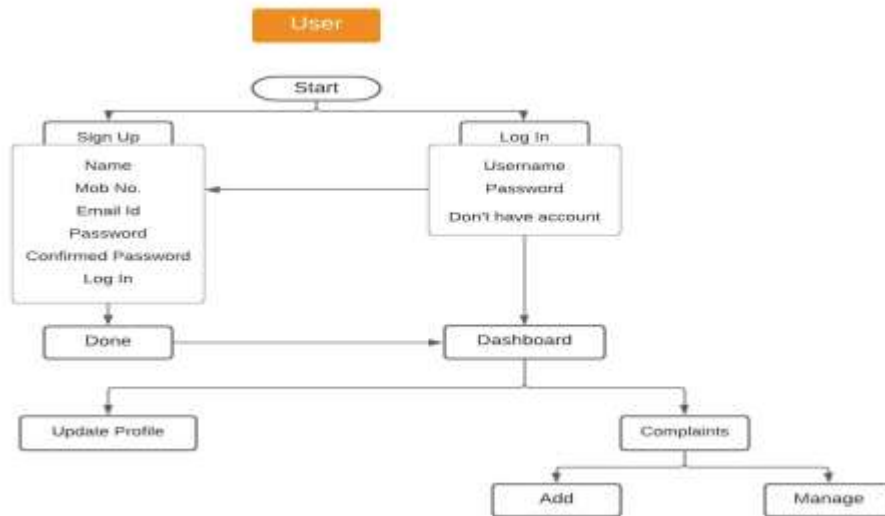 User
Start
Sign Up
Name
Mob No.
Email Id
Password
Confirmed Password
Log In
Log In
Username
Password
Don't have account
Done
Dashboard
Update Profile
Complaints
Add
Manage